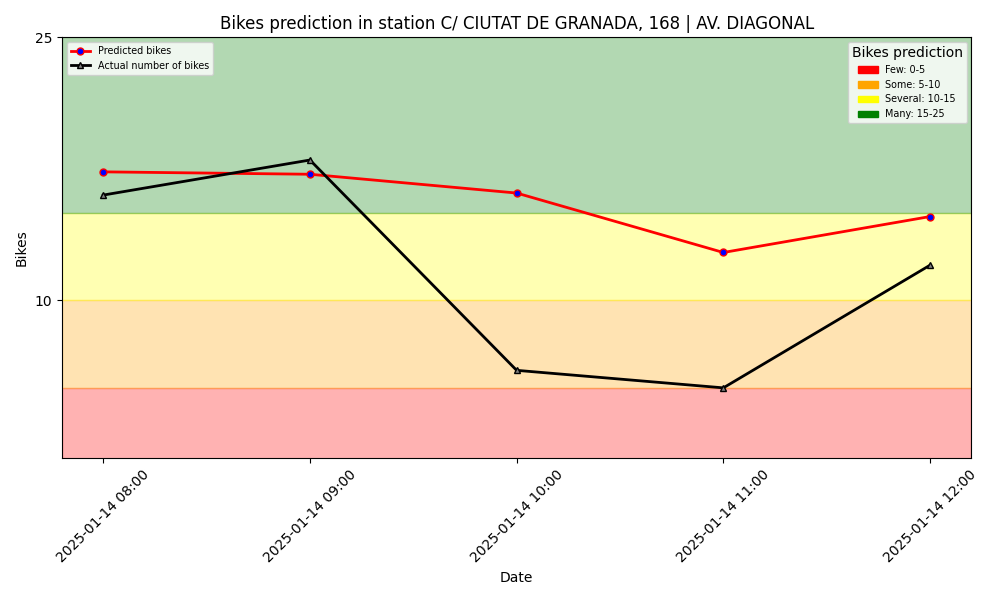 Bikes prediction in station C/ CIUTAT DE GRANADA, 168 | AV. DIAGONAL
25
Predicted bikes
Actual number of bikes
Bikes prediction
Few: 0-5
Some: 5-10
Several: 10-15
Many: 15-25
Bikes
10
2025-01-14 08:00
2025-01-14 09:00
2025-01-14 10:00
2025-01-14 11:00
2025-01-14 12:00
Date